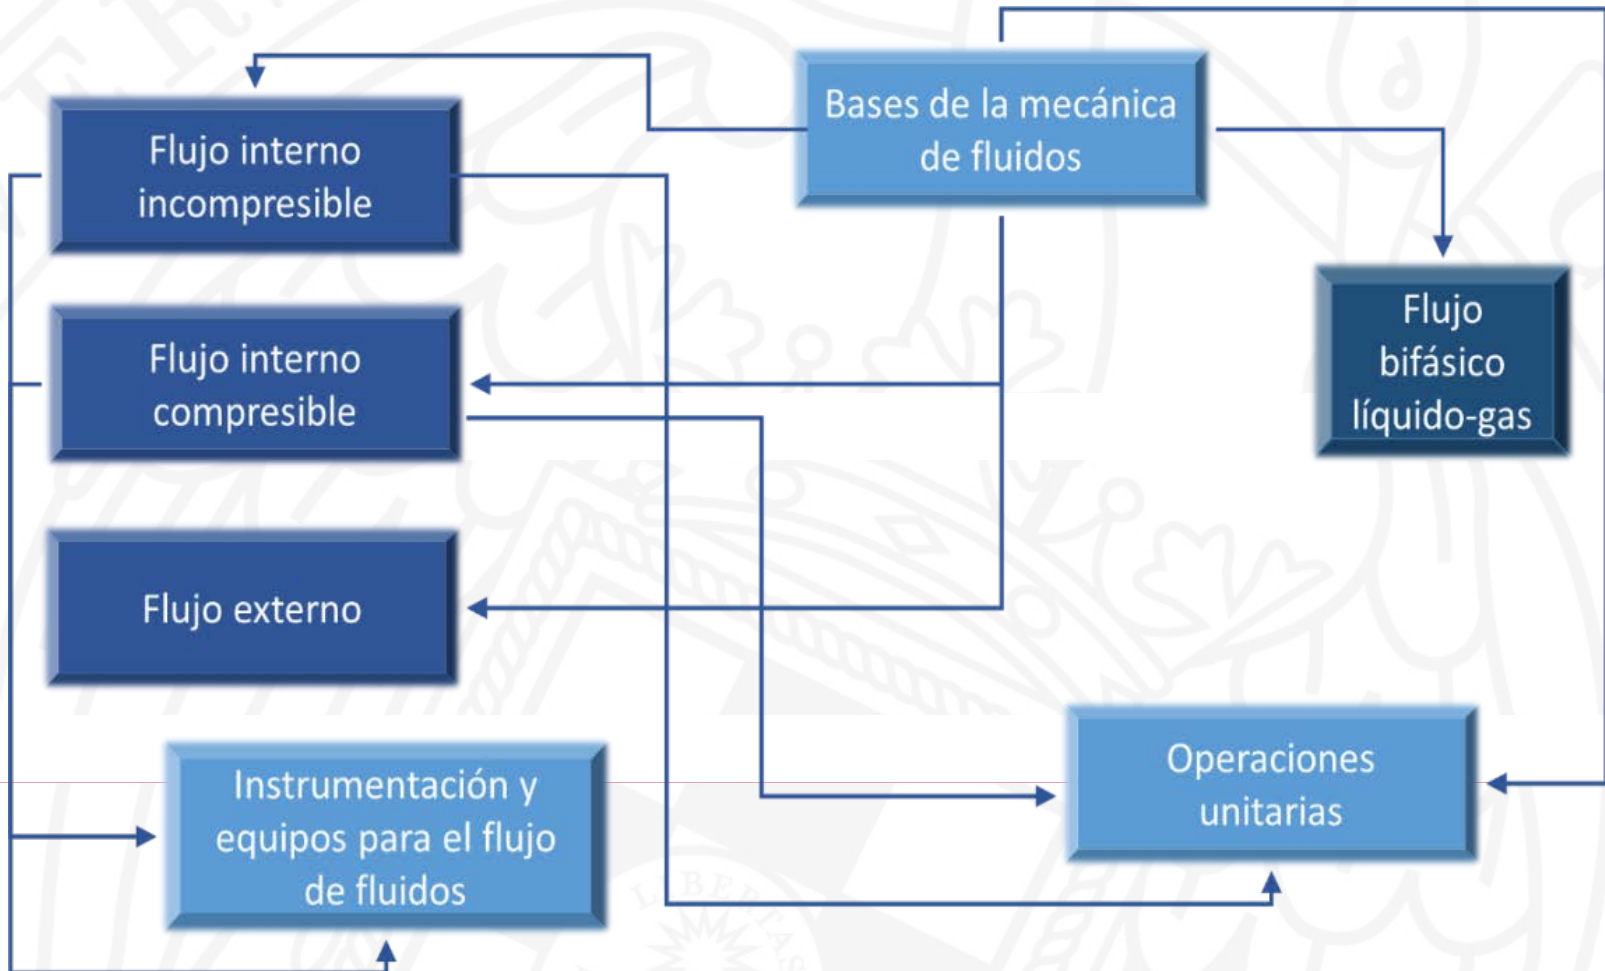 Bases de la mecánica
de fluidos
Flujo interno
incompresible
Flujo interno
compresible
Flujo
bifásico
líquido-gas
Flujo externo
Operaciones
unitarias
Instrumentación y
equipos para el flujo
de fluidos
LIBERTAS